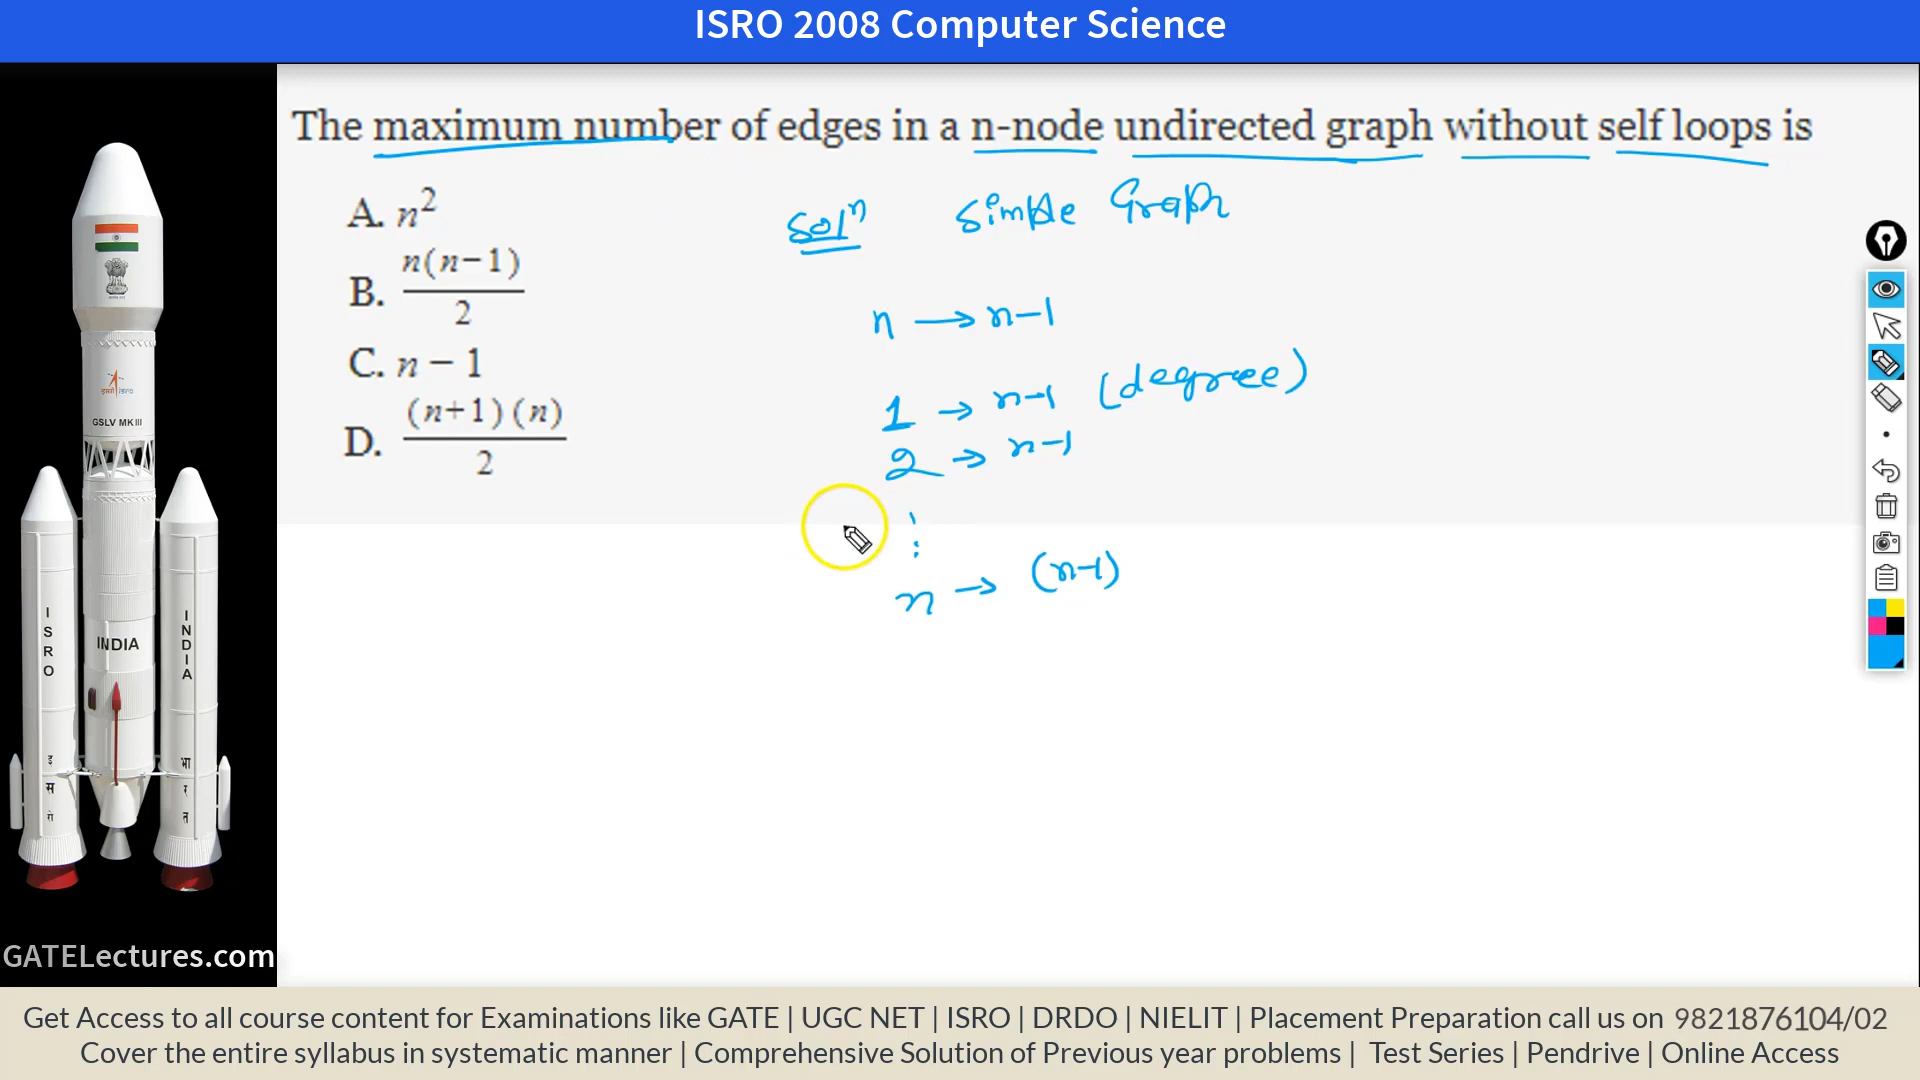 ISRO 2008 Computer Science
The maximum number of edges in a n-node undirected graph without self loops is
A. n²
B. n(n−1)/2
C. n − 1
D. (n+1)(n)/2
Solⁿ Simple Graph
n → n-1
1 → n-1 (degree)
2 → n-1
:
n → (n-1)
इसरो isro
GSLV MK III
I
S
R
O
INDIA
I
N
D
I
A
इ
स
रो
भा
र
त
GATELectures.com
Get Access to all course content for Examinations like GATE | UGC NET | ISRO | DRDO | NIELIT | Placement Preparation call us on 9821876104/02
Cover the entire syllabus in systematic manner | Comprehensive Solution of Previous year problems | Test Series | Pendrive | Online Access